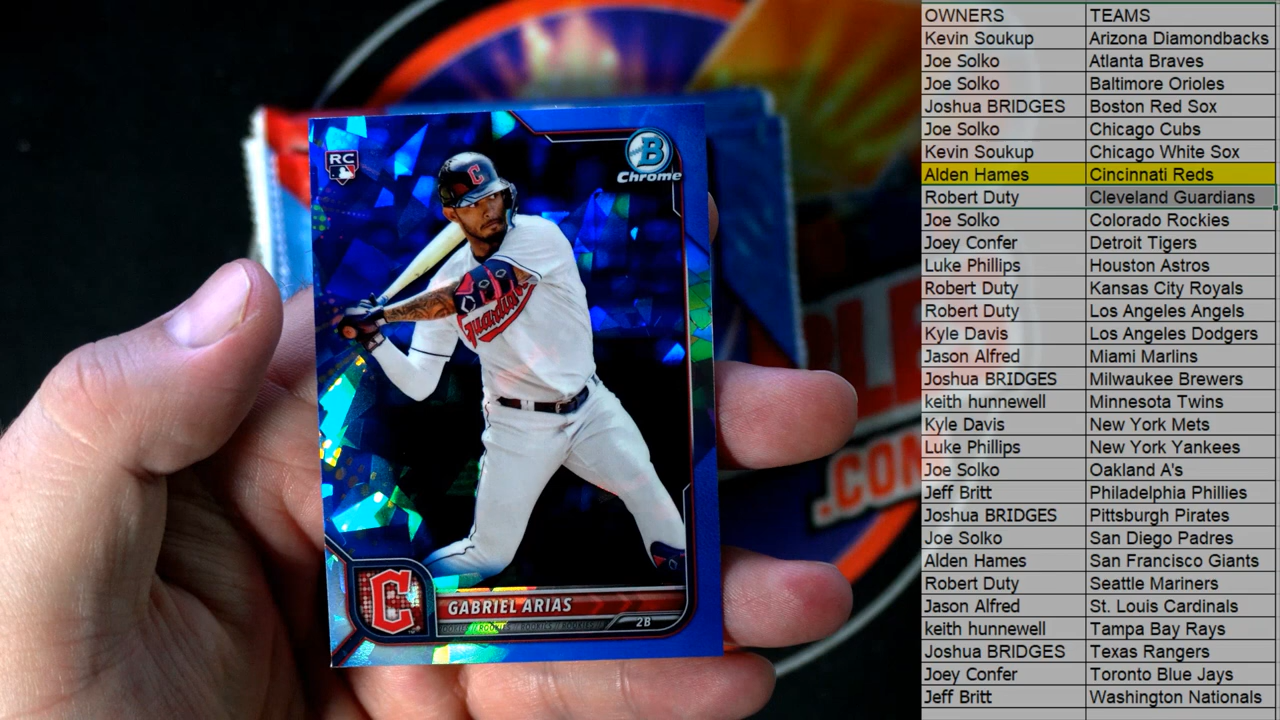 RC
B
Chrome
C
Guardians
C
GABRIEL ARIAS
ROOKIES // ROOKIES // ROOKIES // ROOKIES
2B
.COM
OWNERS TEAMS
Kevin Soukup Arizona Diamondbacks
Joe Solko Atlanta Braves
Joe Solko Baltimore Orioles
Joshua BRIDGES Boston Red Sox
Joe Solko Chicago Cubs
Kevin Soukup Chicago White Sox
Alden Hames Cincinnati Reds
Robert Duty Cleveland Guardians
Joe Solko Colorado Rockies
Joey Confer Detroit Tigers
Luke Phillips Houston Astros
Robert Duty Kansas City Royals
Robert Duty Los Angeles Angels
Kyle Davis Los Angeles Dodgers
Jason Alfred Miami Marlins
Joshua BRIDGES Milwaukee Brewers
keith hunnewell Minnesota Twins
Kyle Davis New York Mets
Luke Phillips New York Yankees
Joe Solko Oakland A's
Jeff Britt Philadelphia Phillies
Joshua BRIDGES Pittsburgh Pirates
Joe Solko San Diego Padres
Alden Hames San Francisco Giants
Robert Duty Seattle Mariners
Jason Alfred St. Louis Cardinals
keith hunnewell Tampa Bay Rays
Joshua BRIDGES Texas Rangers
Joey Confer Toronto Blue Jays
Jeff Britt Washington Nationals